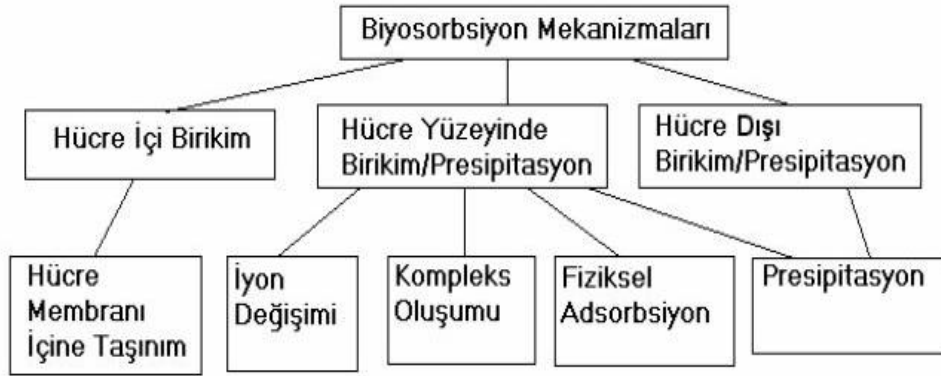 Biyosorbsiyon Mekanizmaları
Hücre İçi Birikim
Hücre Yüzeyinde
Birikim/Presipitasyon
Hücre Dışı
Birikim/Presipitasyon
Hücre
Membranı
İçine Taşınım
İyon
Değişimi
Kompleks
Oluşumu
Fiziksel
Adsorbsiyon
Presipitasyon